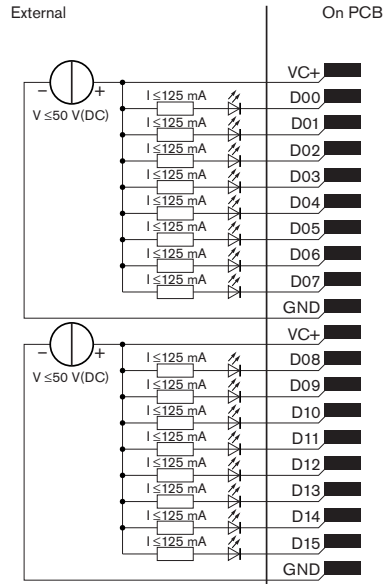 External On PCB
VC+
– +
V ≤50 V(DC)
I ≤125 mA D00
I ≤125 mA D01
I ≤125 mA D02
I ≤125 mA D03
I ≤125 mA D04
I ≤125 mA D05
I ≤125 mA D06
I ≤125 mA D07
GND
VC+
– +
V ≤50 V(DC)
I ≤125 mA D08
I ≤125 mA D09
I ≤125 mA D10
I ≤125 mA D11
I ≤125 mA D12
I ≤125 mA D13
I ≤125 mA D14
I ≤125 mA D15
GND